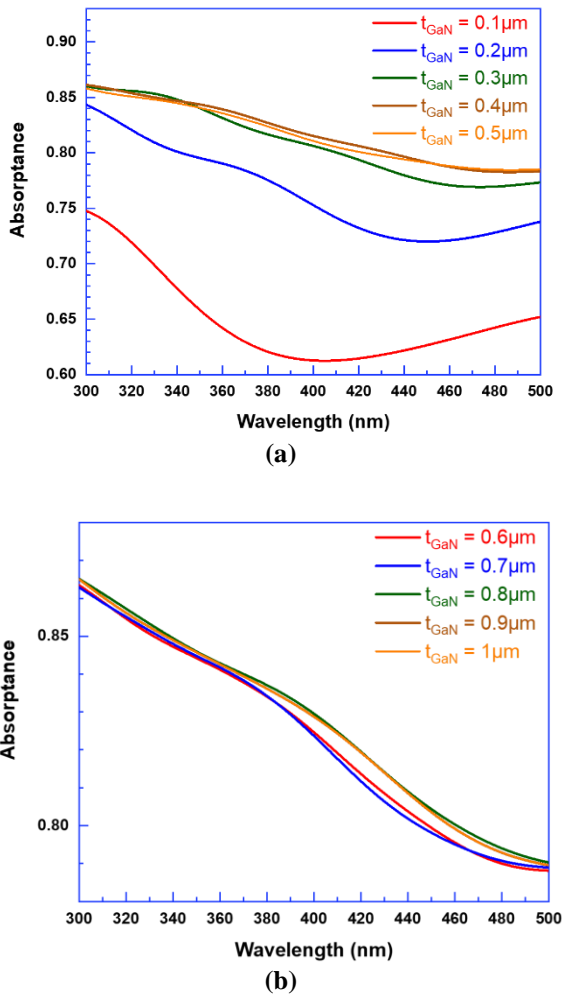 0.90
0.85
0.80
0.75
0.70
0.65
0.60
Absorptance
t_GaN = 0.1μm
t_GaN = 0.2μm
t_GaN = 0.3μm
t_GaN = 0.4μm
t_GaN = 0.5μm
300 320 340 360 380 400 420 440 460 480 500
Wavelength (nm)
(a)
0.85
0.80
Absorptance
t_GaN = 0.6μm
t_GaN = 0.7μm
t_GaN = 0.8μm
t_GaN = 0.9μm
t_GaN = 1μm
300 320 340 360 380 400 420 440 460 480 500
Wavelength (nm)
(b)